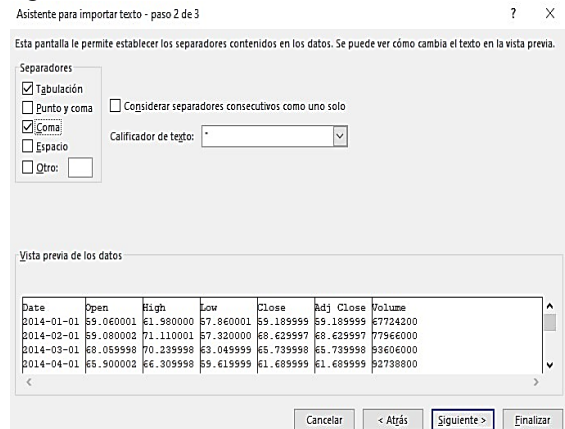 Asistente para importar texto - paso 2 de 3 ? X
Esta pantalla le permite establecer los separadores contenidos en los datos. Se puede ver cómo cambia el texto en la vista previa.
Separadores
Tabulación
Punto y coma
Considerar separadores consecutivos como uno solo
Coma
Calificador de texto: "
Espacio
Otro:
Vista previa de los datos
Date Open High Low Close Adj Close Volume
2014-01-01 59.060001 61.980000 57.860001 59.189999 59.189999 67724200
2014-02-01 59.080002 71.110001 57.320000 68.629997 68.629997 77966000
2014-03-01 68.059998 70.239998 63.049999 65.739998 65.739998 93606000
2014-04-01 65.900002 66.309998 59.619999 61.689999 61.689999 92738800
Cancelar < Atrás Siguiente > Finalizar